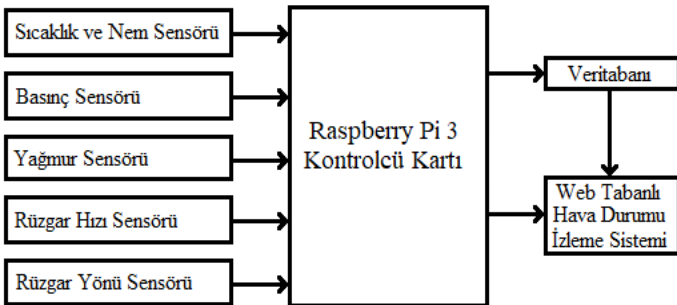 Sıcaklık ve Nem Sensörü
Basınç Sensörü
Yağmur Sensörü
Rüzgar Hızı Sensörü
Rüzgar Yönü Sensörü
Raspberry Pi 3
Kontrolcü Kartı
Veritabanı
Web Tabanlı
Hava Durumu
İzleme Sistemi